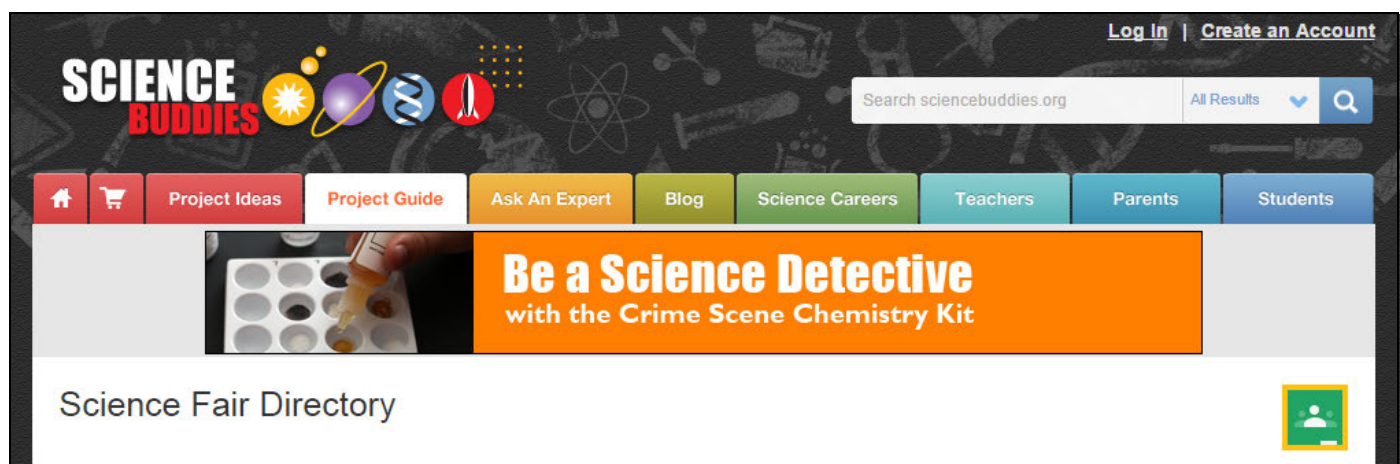 Log In | Create an Account
SCIENCE
BUDDIES
Search sciencebuddies.org All Results
Project Ideas Project Guide Ask An Expert Blog Science Careers Teachers Parents Students
Be a Science Detective
with the Crime Scene Chemistry Kit
Science Fair Directory